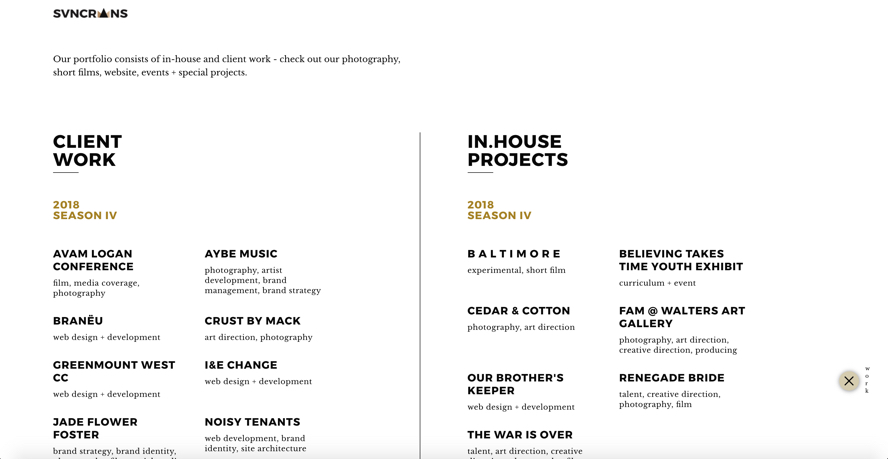 SVNCRANS
Our portfolio consists of in-house and client work - check out our photography,
short films, website, events + special projects.
CLIENT
WORK
2018
SEASON IV
AVAM LOGAN
CONFERENCE
film, media coverage,
photography
AYBE MUSIC
photography, artist
development, brand
management, brand strategy
BRANËU
web design + development
CRUST BY MACK
art direction, photography
GREENMOUNT WEST
CC
web design + development
I&E CHANGE
web design + development
JADE FLOWER
FOSTER
brand strategy, brand identity,
NOISY TENANTS
web development, brand
identity, site architecture
IN.HOUSE
PROJECTS
2018
SEASON IV
B A L T I M O R E
experimental, short film
BELIEVING TAKES
TIME YOUTH EXHIBIT
curriculum + event
CEDAR & COTTON
photography, art direction
FAM @ WALTERS ART
GALLERY
photography, art direction,
creative direction, producing
OUR BROTHER'S
KEEPER
web design + development
RENEGADE BRIDE
talent, creative direction,
photography, film
THE WAR IS OVER
talent, art direction, creative
w
o
r
k